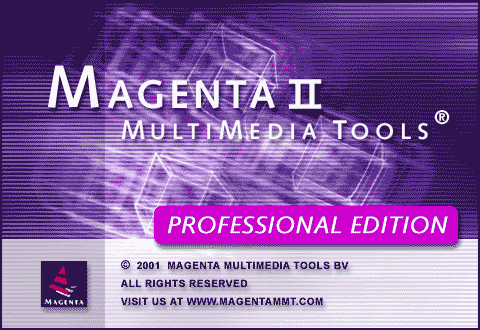 MAGENTA II
MULTIMEDIA TOOLS®
PROFESSIONAL EDITION
© 2001 MAGENTA MULTIMEDIA TOOLS BV
ALL RIGHTS RESERVED
MAGENTA
VISIT US AT WWW.MAGENTAMMT.COM